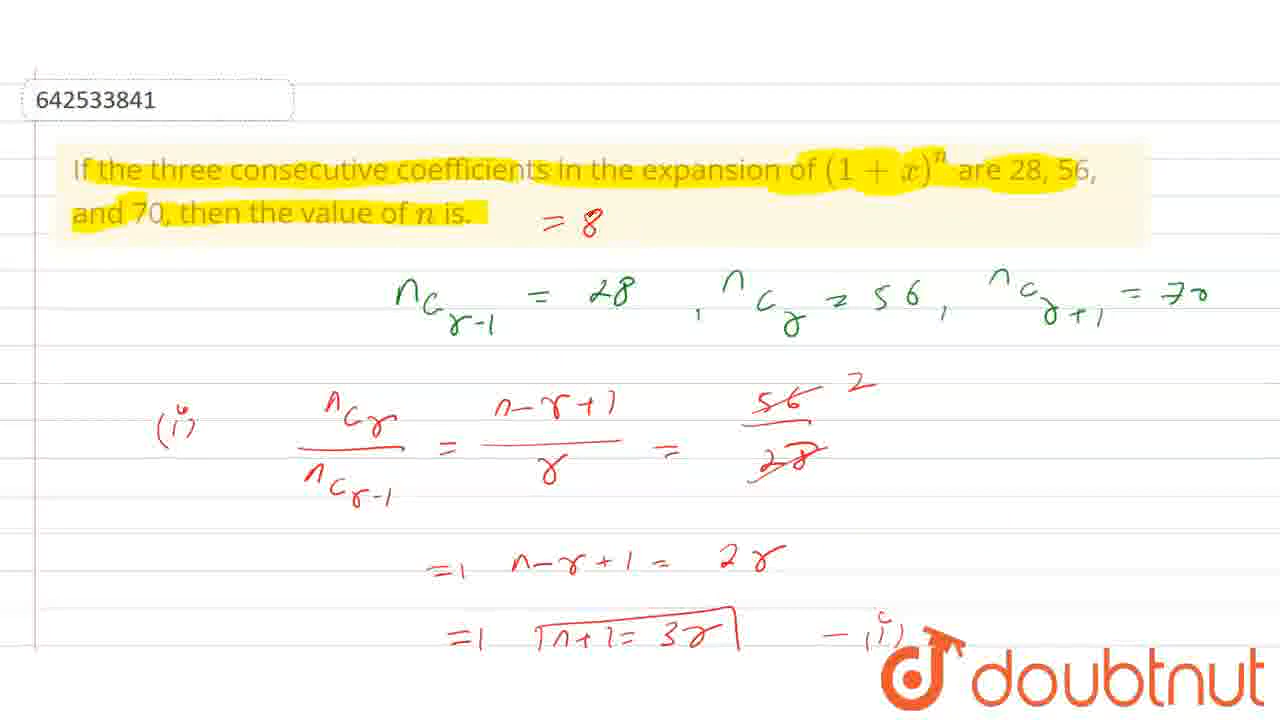 642533841
If the three consecutive coefficients in the expansion of (1 + x)^n are 28, 56,
and 70, then the value of n is.
= 8
nC_{r-1} = 28 , nC_r = 56 , nC_{r+1} = 70
(i) nC_r / nC_{r-1} = n-r+1 / r = 56 / 28 2
=1 n-r+1 = 2r
=1 n+1 = 3r - (i)
doubtnut